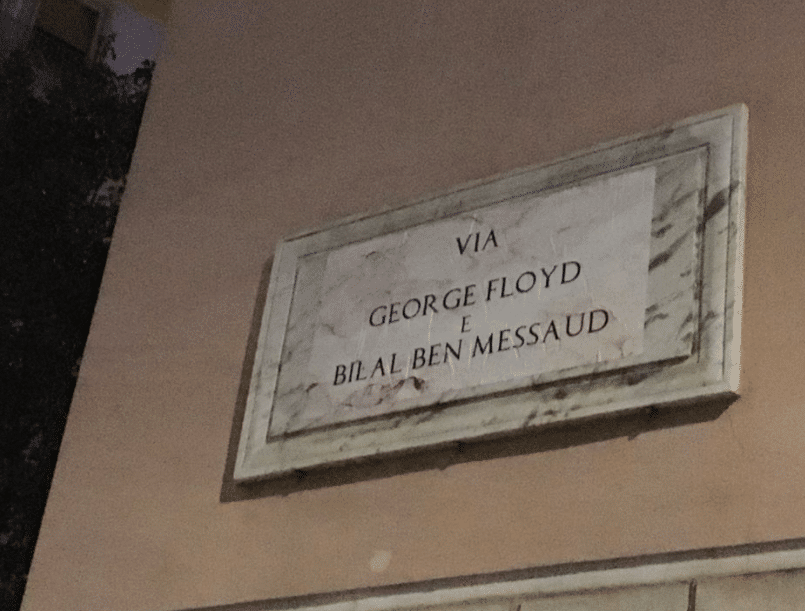 VIA
GEORGE FLOYD
E
BILAL BEN MESSAUD